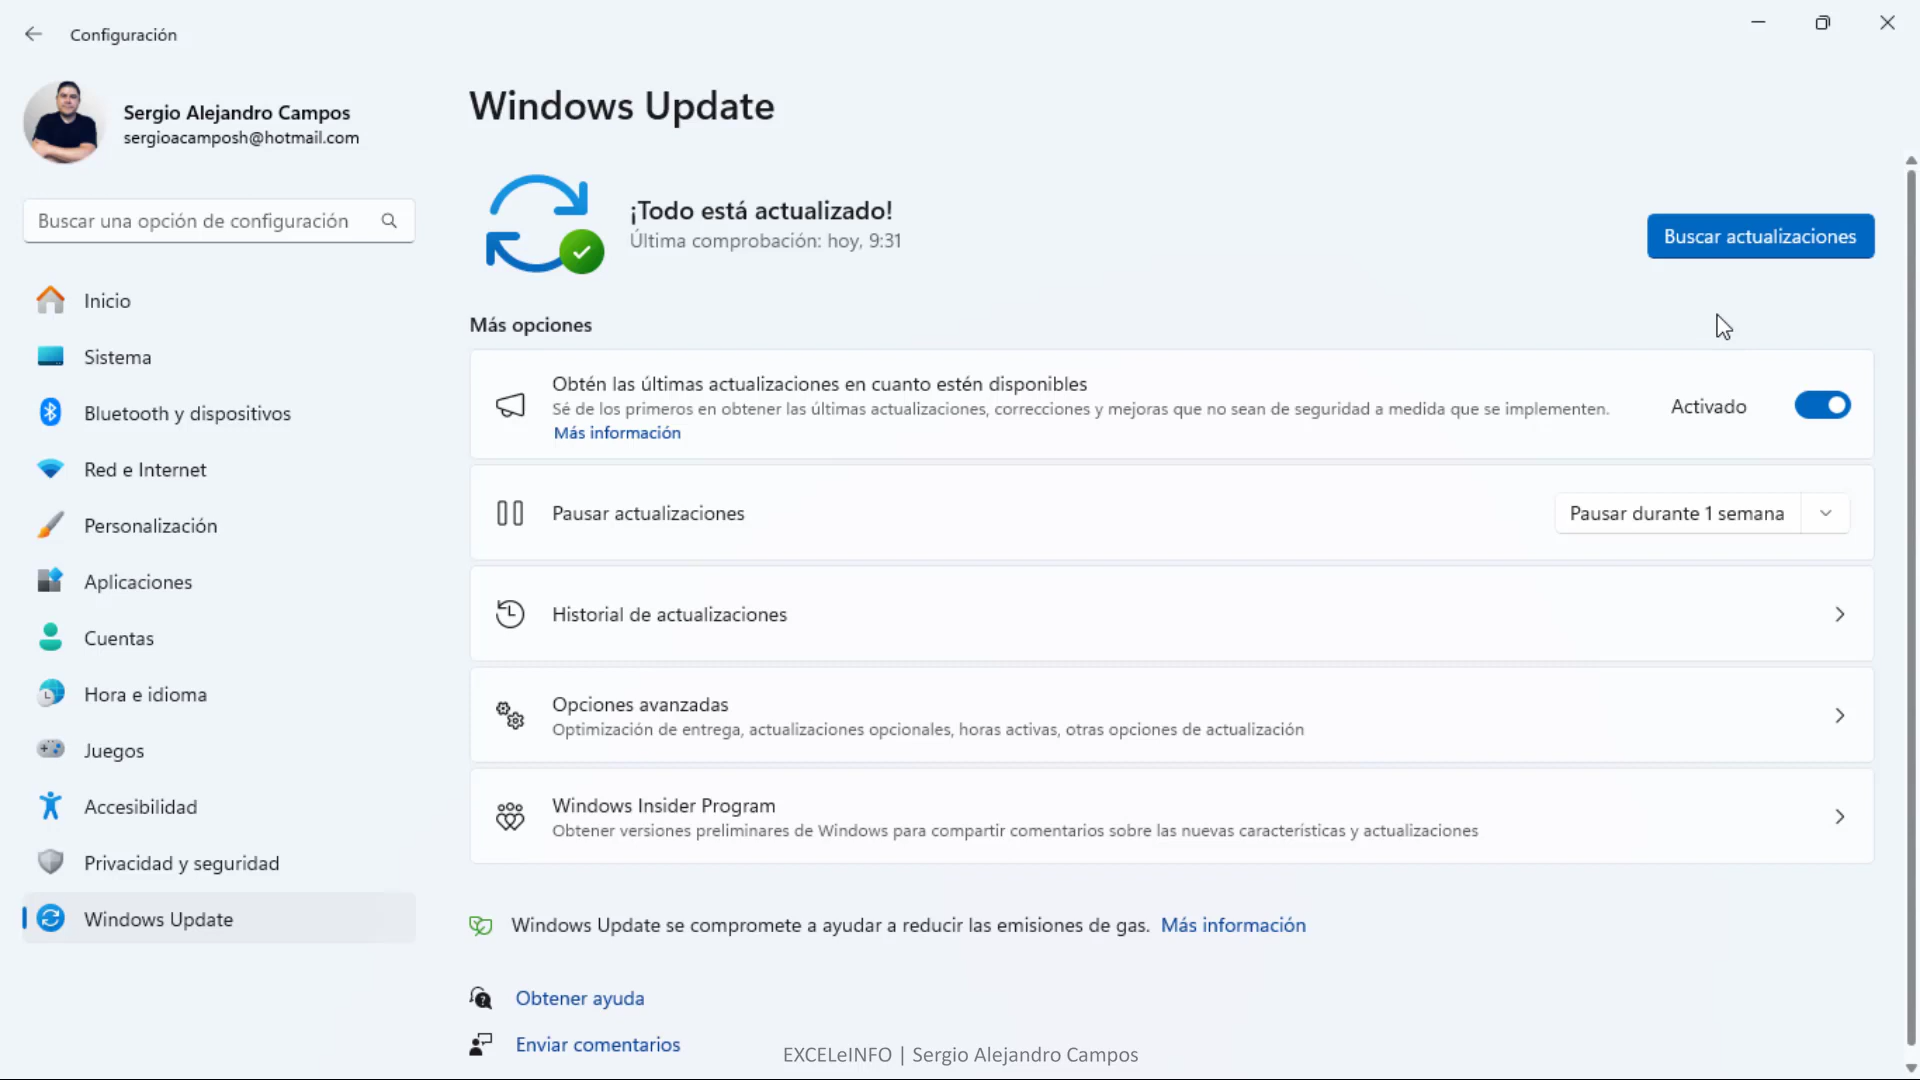 Configuración
Sergio Alejandro Campos
sergioacamposh@hotmail.com
Buscar una opción de configuración
Inicio
Sistema
Bluetooth y dispositivos
Red e Internet
Personalización
Aplicaciones
Cuentas
Hora e idioma
Juegos
Accesibilidad
Privacidad y seguridad
Windows Update
Windows Update
¡Todo está actualizado!
Última comprobación: hoy, 9:31
Buscar actualizaciones
Más opciones
Obtén las últimas actualizaciones en cuanto estén disponibles
Sé de los primeros en obtener las últimas actualizaciones, correcciones y mejoras que no sean de seguridad a medida que se implementen.
Más información
Activado
Pausar actualizaciones
Pausar durante 1 semana
Historial de actualizaciones
Opciones avanzadas
Optimización de entrega, actualizaciones opcionales, horas activas, otras opciones de actualización
Windows Insider Program
Obtener versiones preliminares de Windows para compartir comentarios sobre las nuevas características y actualizaciones
Windows Update se compromete a ayudar a reducir las emisiones de gas. Más información
Obtener ayuda
Enviar comentarios
EXCELeINFO | Sergio Alejandro Campos